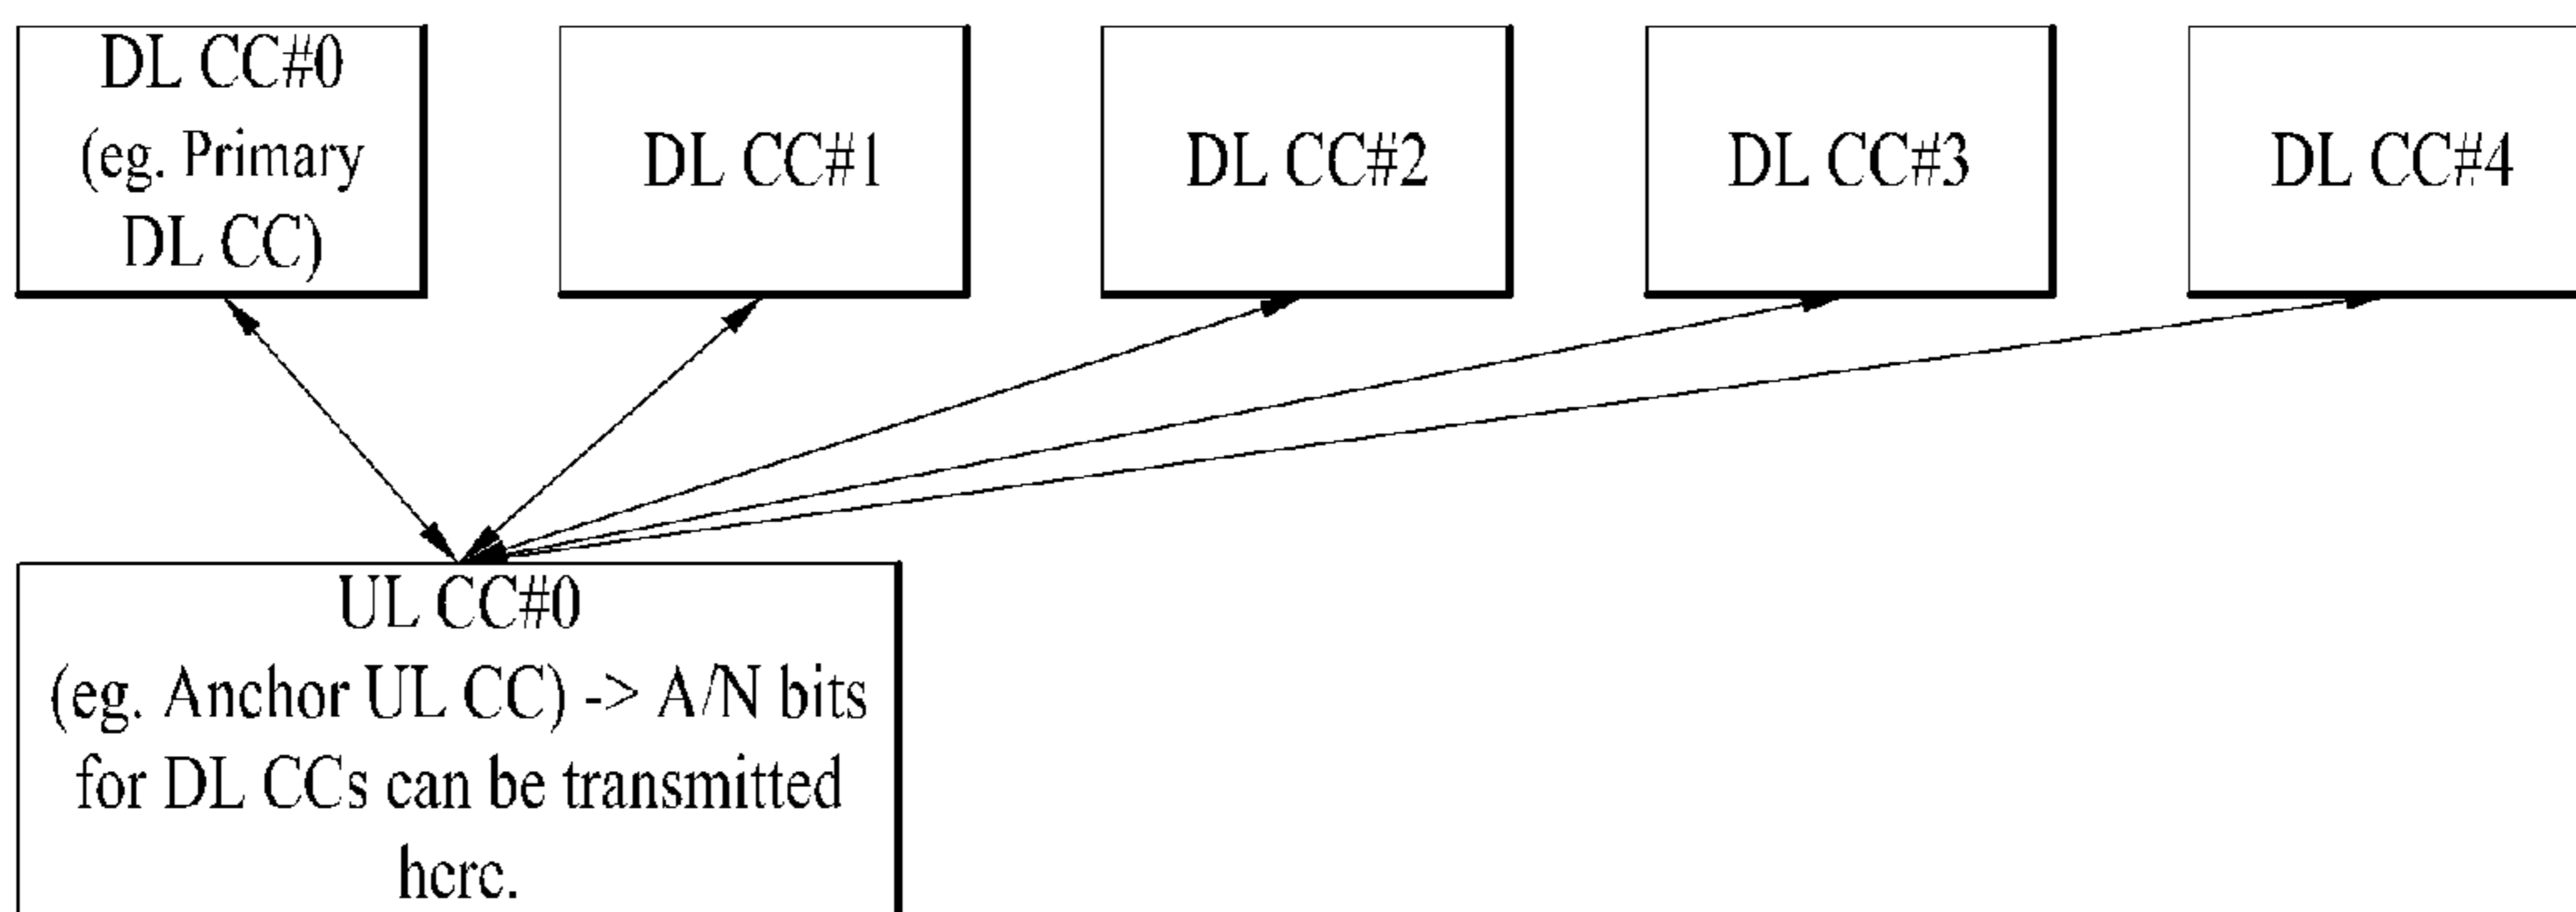 DL CC#0
(eg. Primary
DL CC)
DL CC#1
DL CC#2
DL CC#3
DL CC#4
UL CC#0
(eg. Anchor UL CC) -> A/N bits
for DL CCs can be transmitted
here.